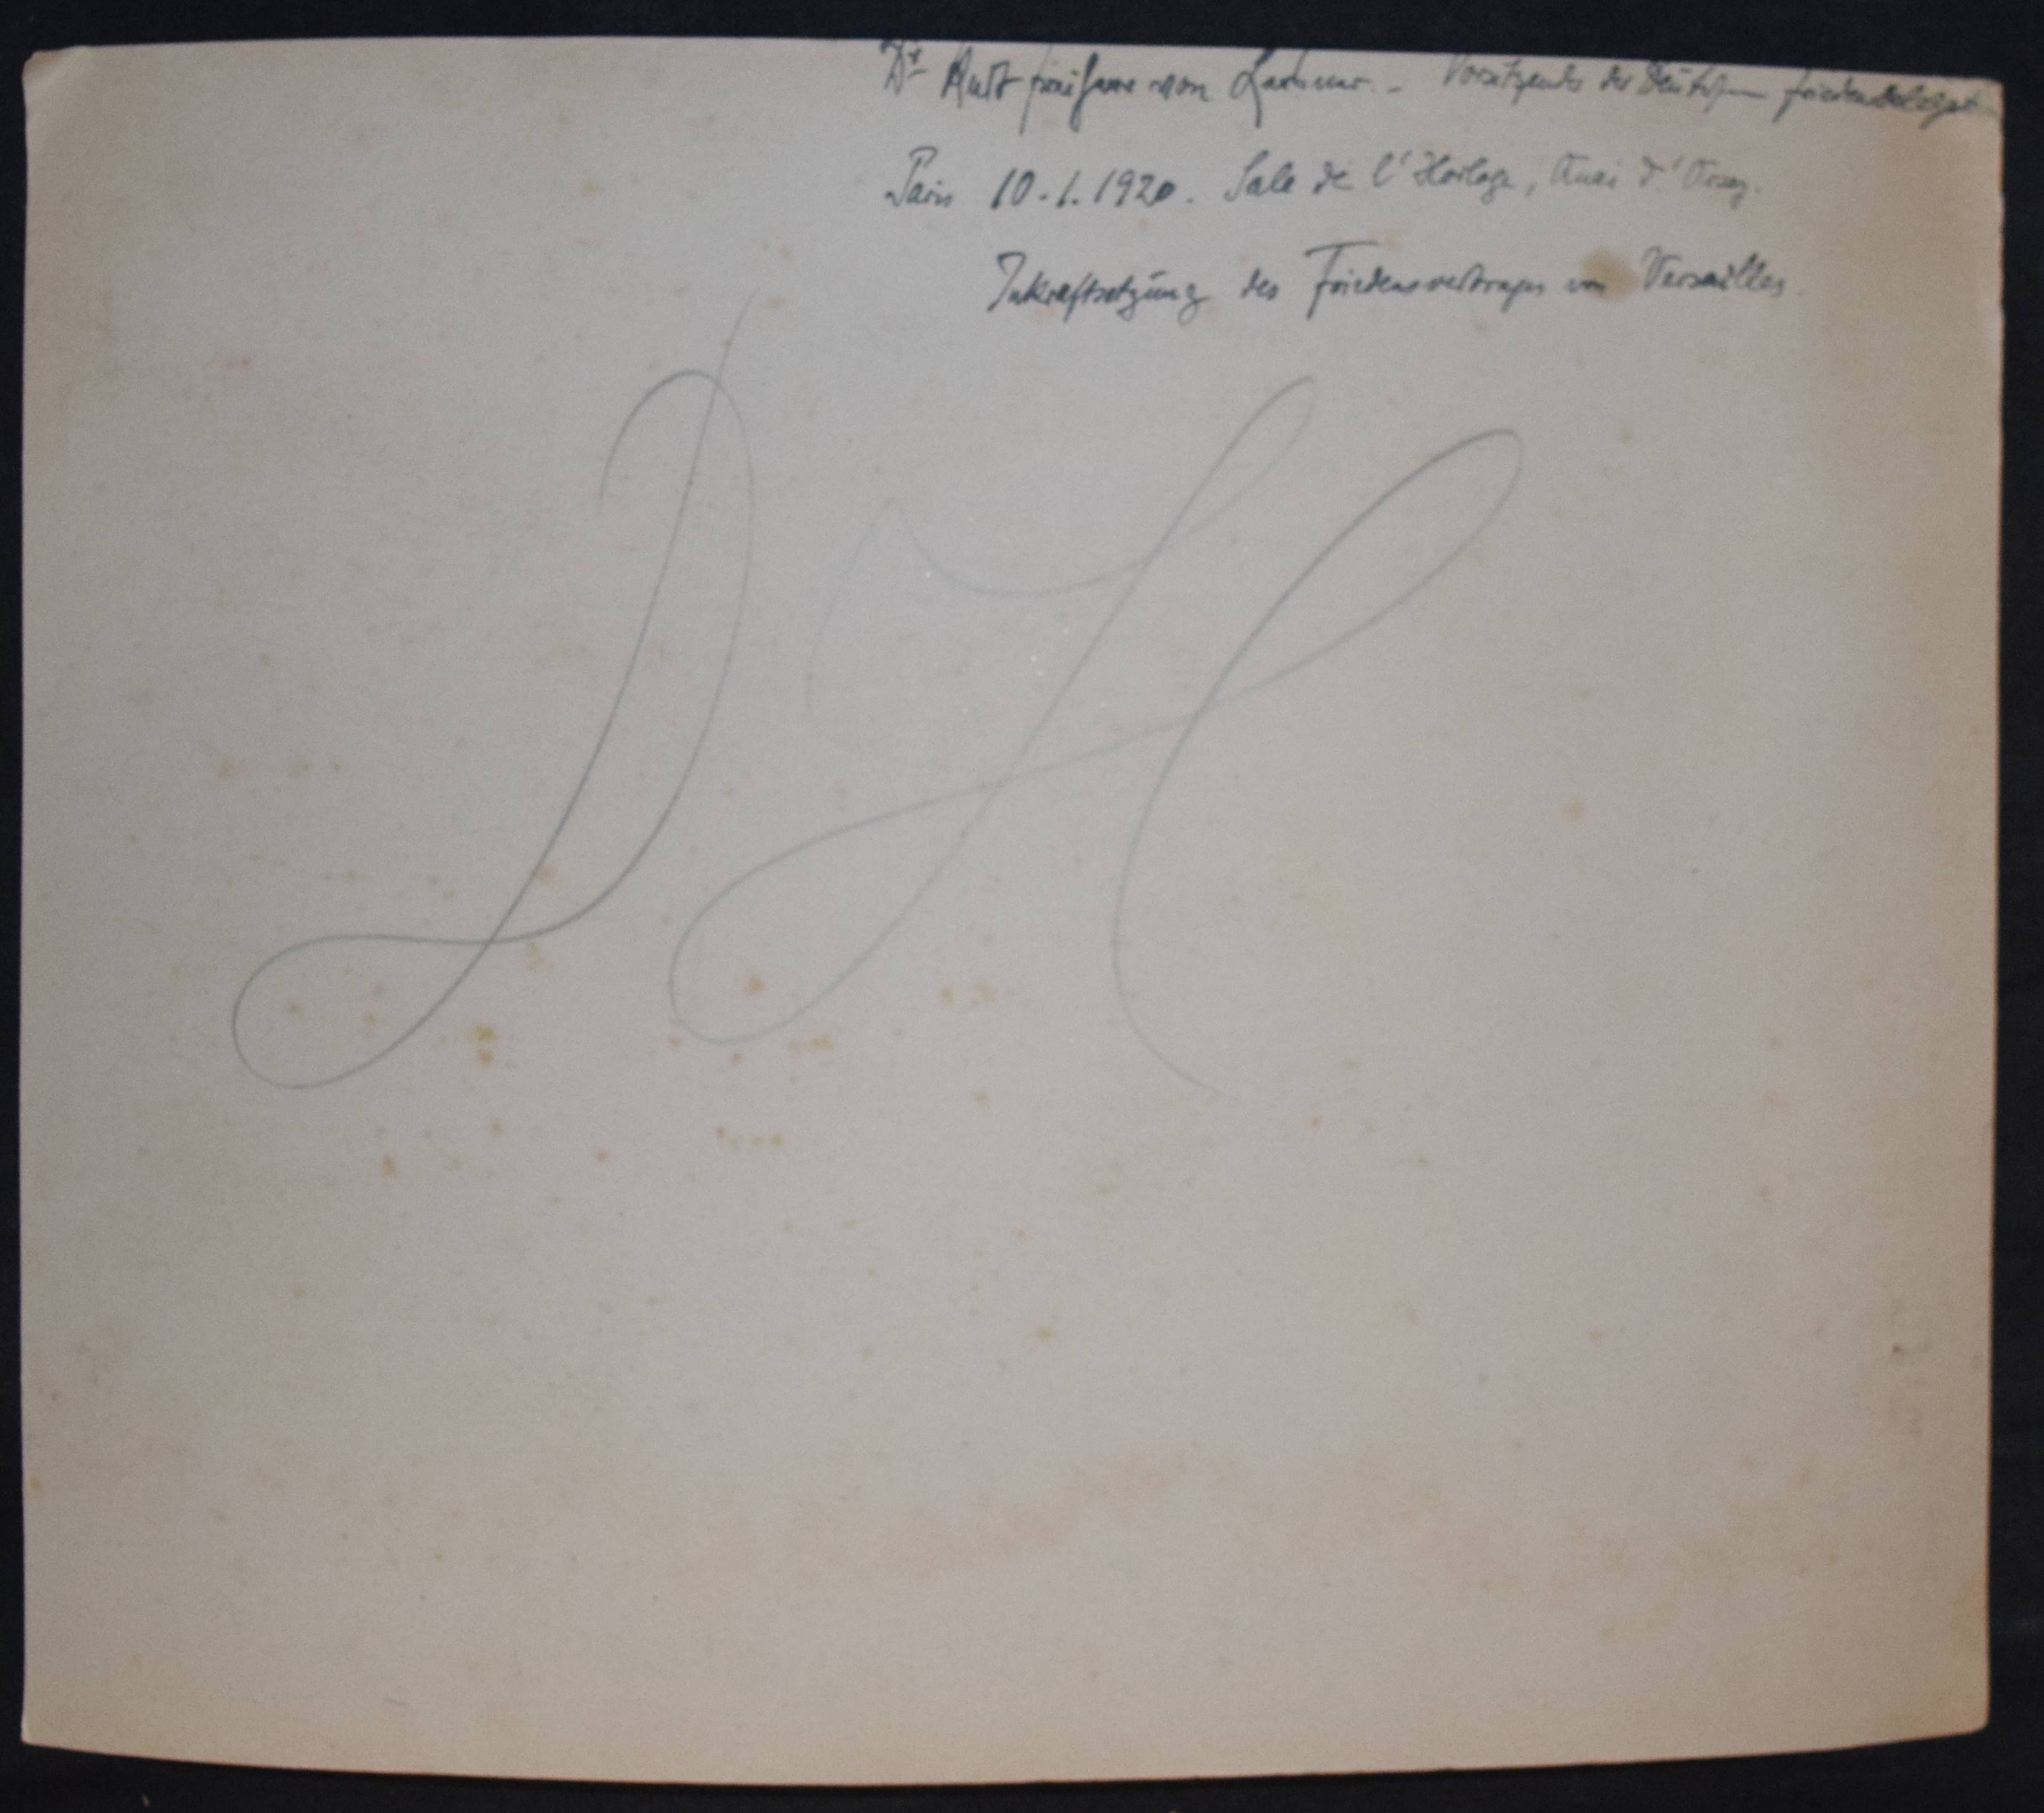 Dr Kurt Freiherr von Lersner. - Vorsitzender der Deutschen Friedensdelegat
Paris 10.1.1920. Sale de l'Horloge, Quai d'Orsay.
Inkraftsetzung des Friedensvertrages von Versailles.